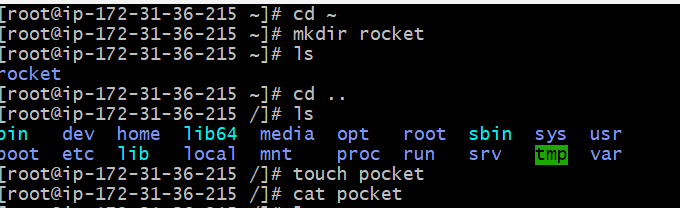 [root@ip-172-31-36-215 ~]# cd ~
[root@ip-172-31-36-215 ~]# mkdir rocket
[root@ip-172-31-36-215 ~]# ls
rocket
[root@ip-172-31-36-215 ~]# cd ..
[root@ip-172-31-36-215 /]# ls
bin dev home lib64 media opt root sbin sys usr
boot etc lib local mnt proc run srv tmp var
[root@ip-172-31-36-215 /]# touch pocket
[root@ip-172-31-36-215 /]# cat pocket